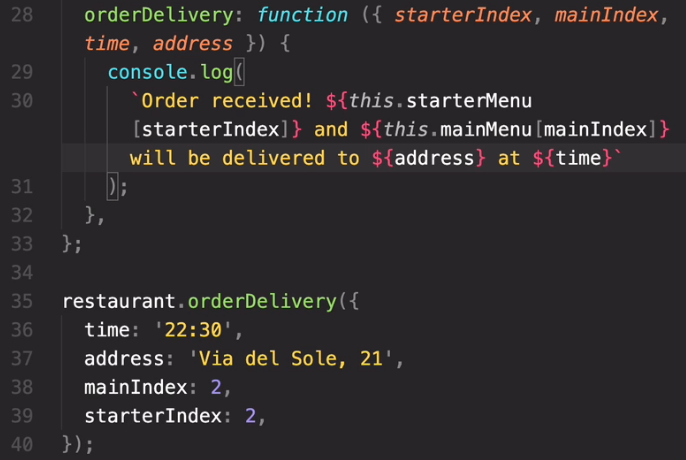 28 orderDelivery: function ({ starterIndex, mainIndex,
time, address }) {
29 console.log(
30 `Order received! ${this.starterMenu
[starterIndex]} and ${this.mainMenu[mainIndex]}
will be delivered to ${address} at ${time}`
31 );
32 },
33 };
34
35 restaurant.orderDelivery({
36 time: '22:30',
37 address: 'Via del Sole, 21',
38 mainIndex: 2,
39 starterIndex: 2,
40 });